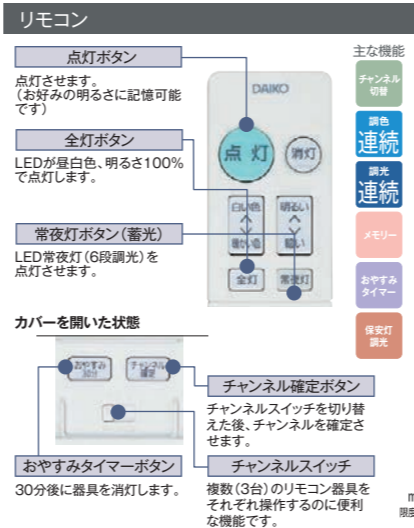 リモコン
主な機能
点灯ボタン
点灯させます。
(お好みの明るさに記憶可能
です)
全灯ボタン
LEDが昼白色、明るさ100%
で点灯します。
常夜灯ボタン(蓄光)
LED常夜灯(6段調光)を
点灯させます。
DAIKO
点灯
消灯
白い色
明るい
暖かい色
暗い
全灯
常夜灯
チャンネル
切替
調色
連続
調光
連続
メモリー
おやすみ
タイマー
保安灯
調光
カバーを開いた状態
おやすみ
30分
チャンネル
確定
チャンネル確定ボタン
チャンネルスイッチを切り替
えた後、チャンネルを確定さ
せます。
おやすみタイマーボタン
30分後に器具を消灯します。
チャンネルスイッチ
複数(3台)のリモコン器具を
それぞれ操作するのに便利
な機能です。
m
限度